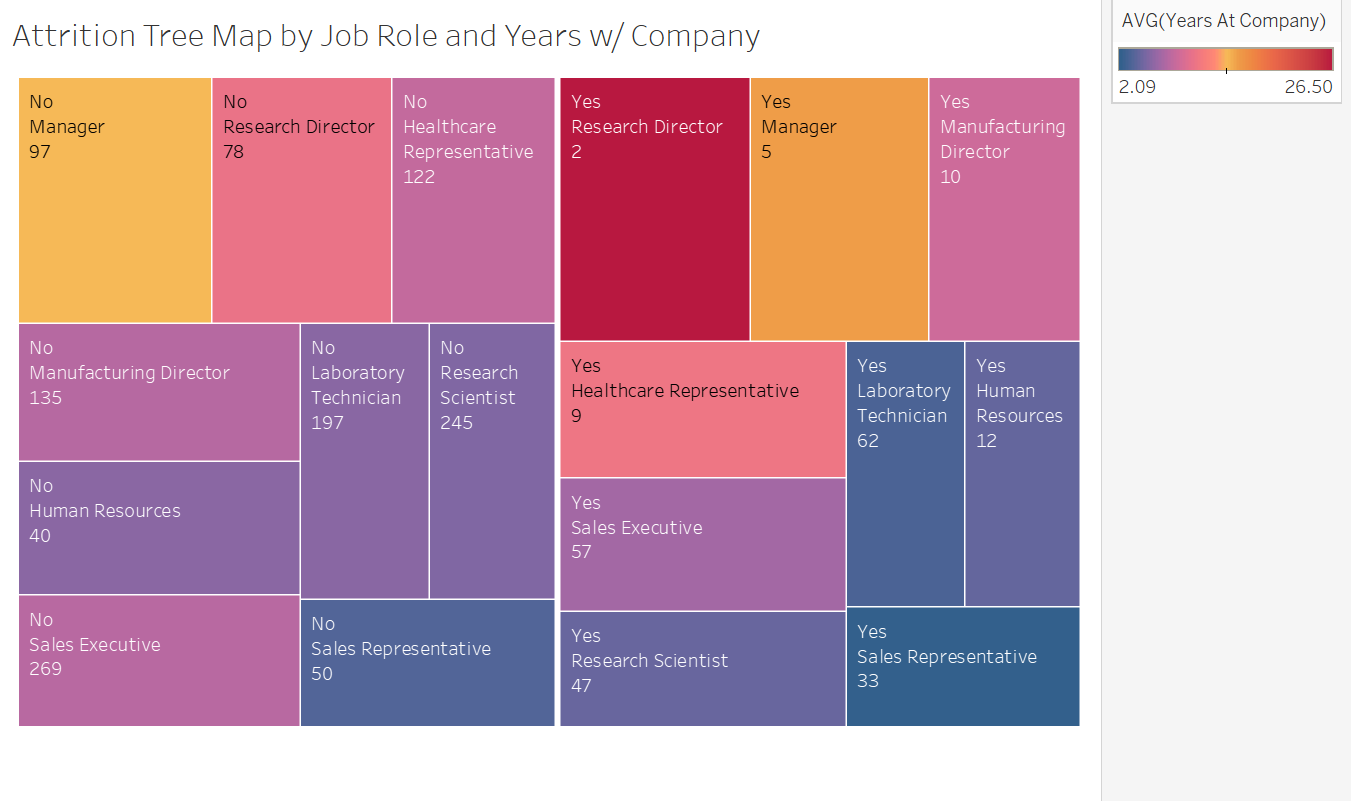 Attrition Tree Map by Job Role and Years w/ Company
No
Manager
97
No
Research Director
78
No
Healthcare
Representative
122
No
Manufacturing Director
135
No
Laboratory
Technician
197
No
Research
Scientist
245
No
Human Resources
40
No
Sales Executive
269
No
Sales Representative
50
Yes
Research Director
2
Yes
Manager
5
Yes
Manufacturing
Director
10
Yes
Healthcare Representative
9
Yes
Laboratory
Technician
62
Yes
Human
Resources
12
Yes
Sales Executive
57
Yes
Research Scientist
47
Yes
Sales Representative
33
AVG(Years At Company)
2.09 26.50